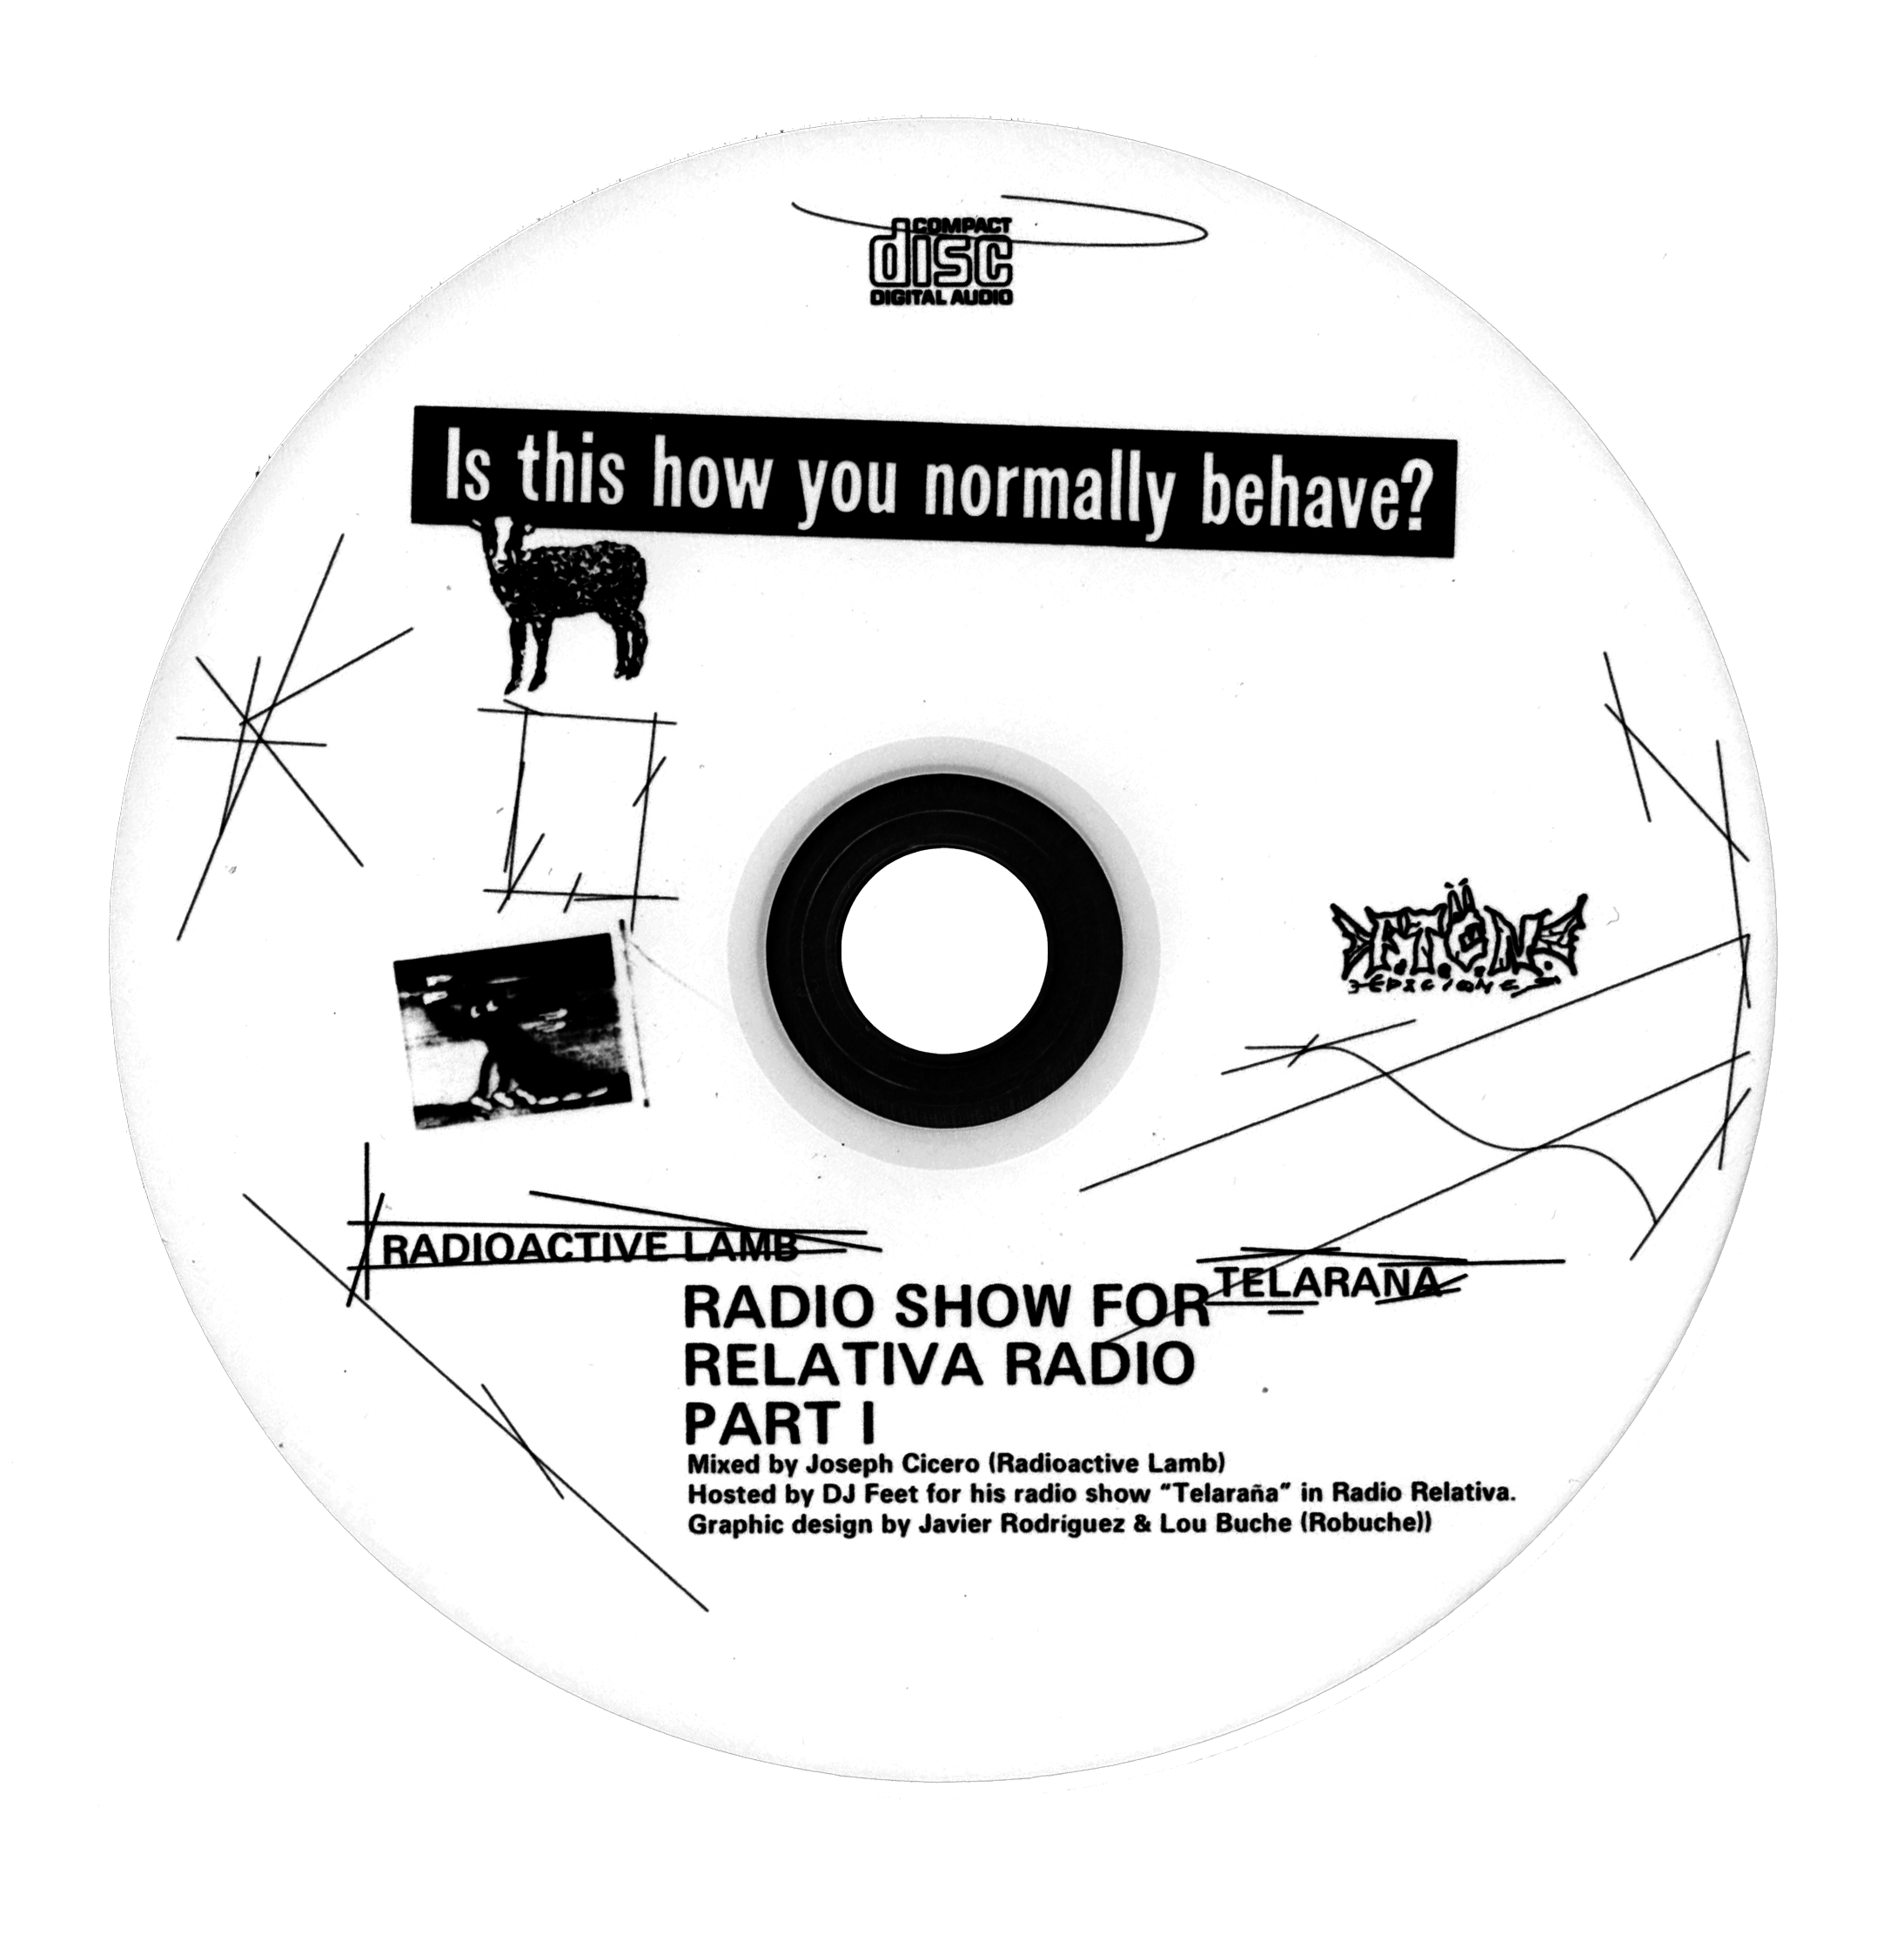 COMPACT
disc
DIGITAL AUDIO
Is this how you normally behave?
RADIOACTIVE LAMB
TELARANA
RADIO SHOW FOR
RELATIVA RADIO
PART I
Mixed by Joseph Cicero (Radioactive Lamb)
Hosted by DJ Feet for his radio show “Telaraña” in Radio Relativa.
Graphic design by Javier Rodriguez & Lou Buche (Robuche))